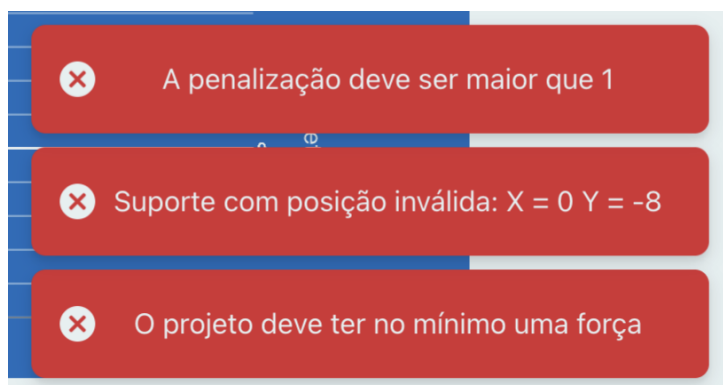 A penalização deve ser maior que 1
Suporte com posição inválida: X = 0 Y = -8
O projeto deve ter no mínimo uma força